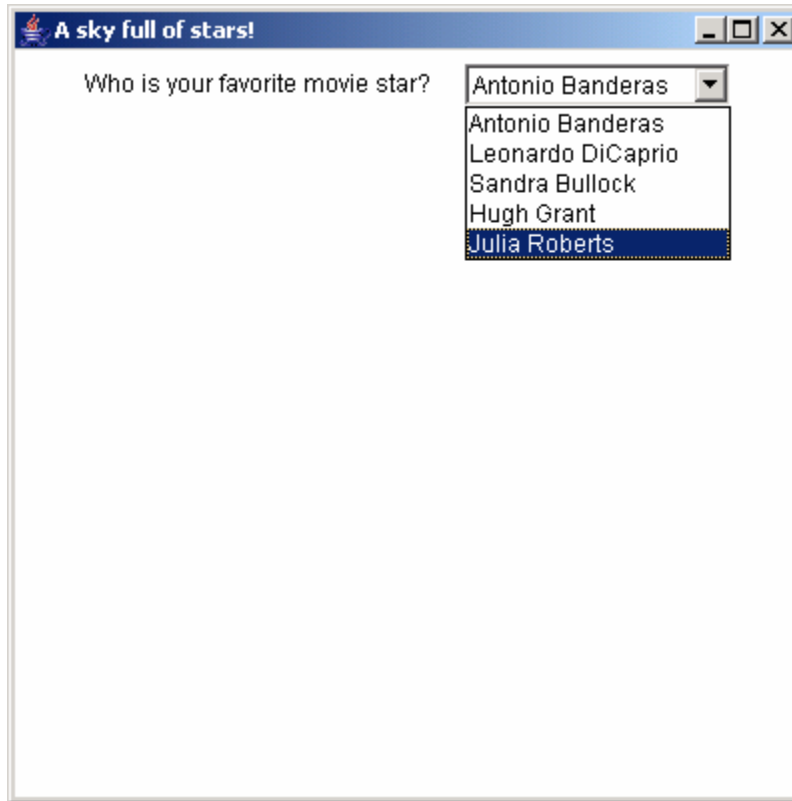 A sky full of stars!
Who is your favorite movie star? Antonio Banderas
Antonio Banderas
Leonardo DiCaprio
Sandra Bullock
Hugh Grant
Julia Roberts